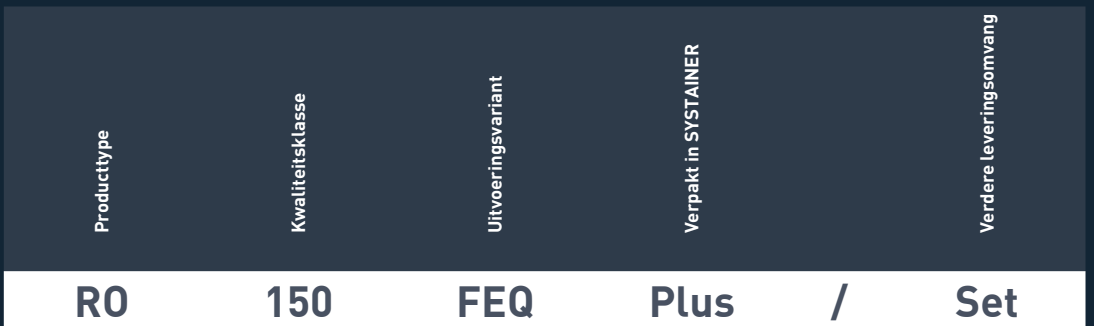 Producttype
Kwaliteitsklasse
Uitvoeringsvariant
Verpakt in SYSTAINER
Verdere leveringsomvang
RO 150 FEQ Plus / Set